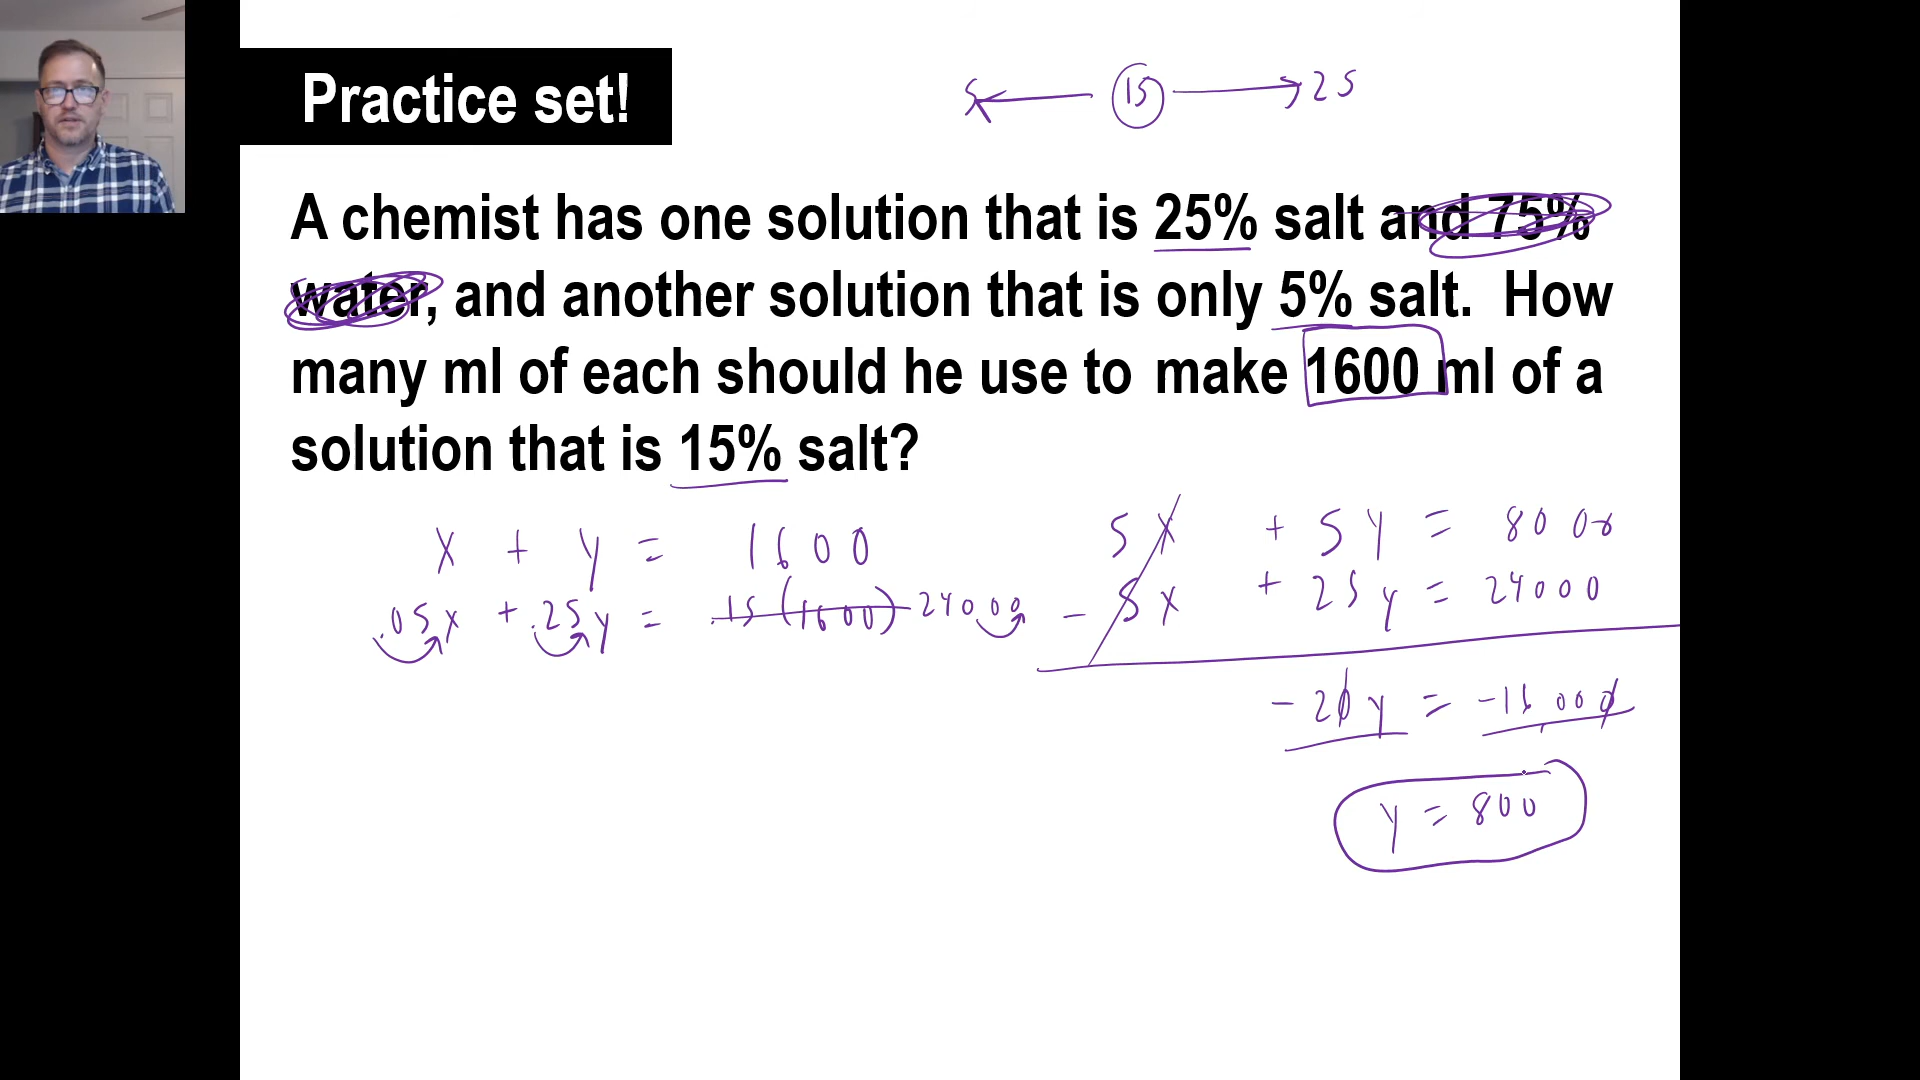 Practice set!
5 15 25
A chemist has one solution that is 25% salt and 75%
water, and another solution that is only 5% salt. How
many ml of each should he use to make 1600 ml of a
solution that is 15% salt?
x + y = 1600
.05x + .25y = .15(1600) 24000
5x + 5y = 8000
- 5x + 25y = 24000
-20y = -16,000
y = 800